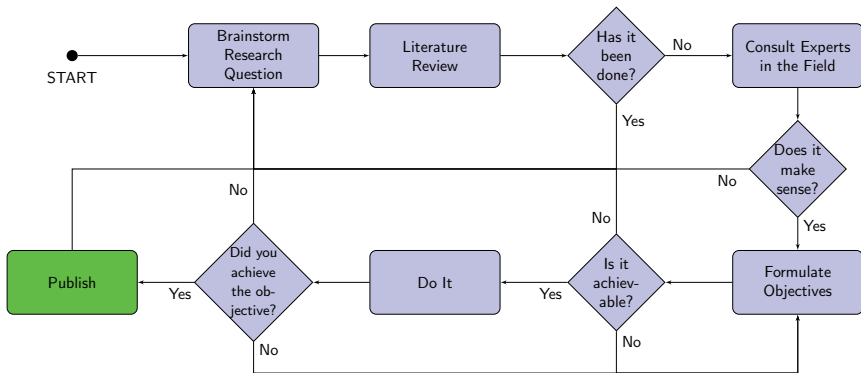 START
Brainstorm
Research
Question
Literature
Review
Has it
been
done?
No
Consult Experts
in the Field
Yes
Does it
make
sense?
No
Yes
No
No
Publish
Yes
Did you
achieve
the ob-
jective?
Do It
Yes
Is it
achiev-
able?
Formulate
Objectives
No
No